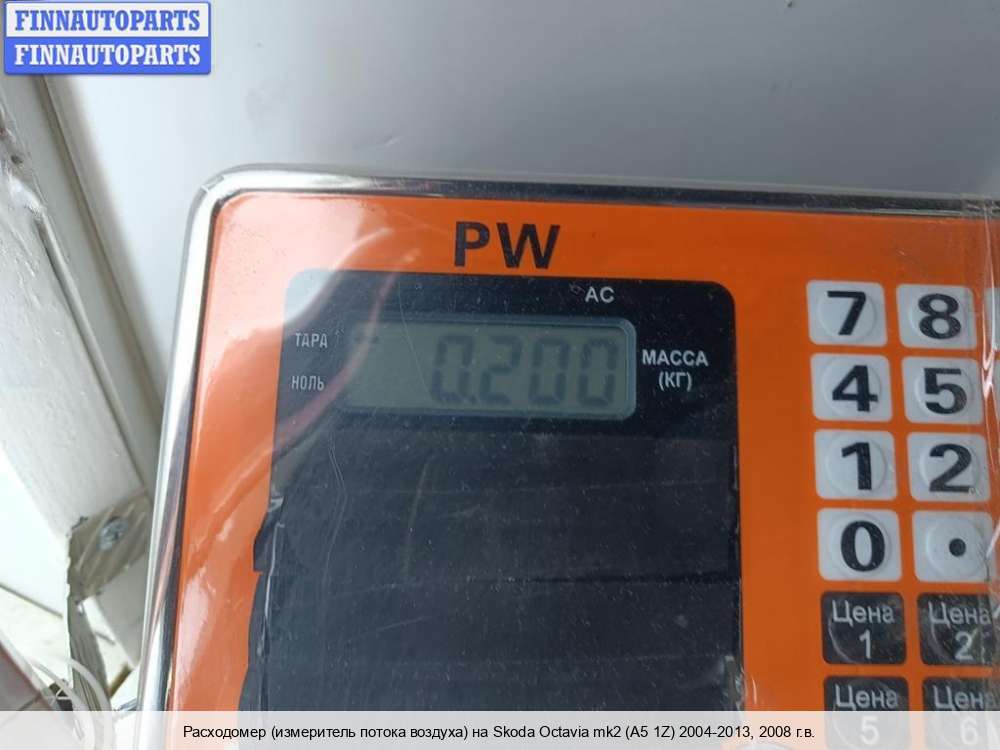 FINNAUTOPARTS
FINNAUTOPARTS
PW
AC
ТАРА
НОЛЬ
0.200
МАССА
(КГ)
7 8
4 5
1 2
0 .
Цена 1
Цена 2
Цена 5
Цена 6
Расходомер (измеритель потока воздуха) на Skoda Octavia mk2 (A5 1Z) 2004-2013, 2008 г.в.